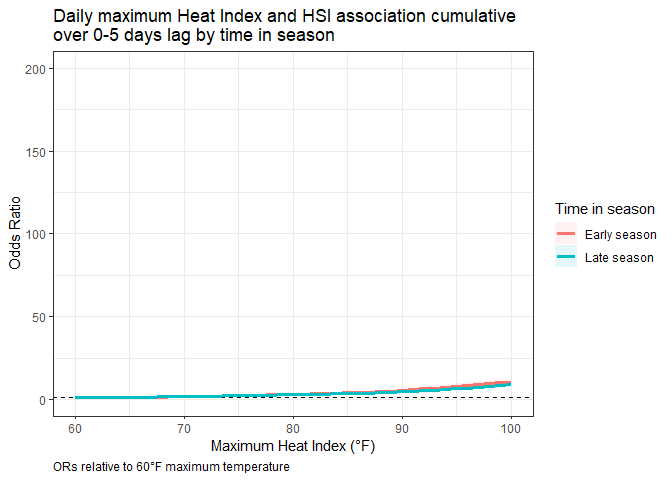 Daily maximum Heat Index and HSI association cumulative
over 0-5 days lag by time in season
200
150
100
50
0
Odds Ratio
60 70 80 90 100
Maximum Heat Index (°F)
ORs relative to 60°F maximum temperature
Time in season
Early season
Late season